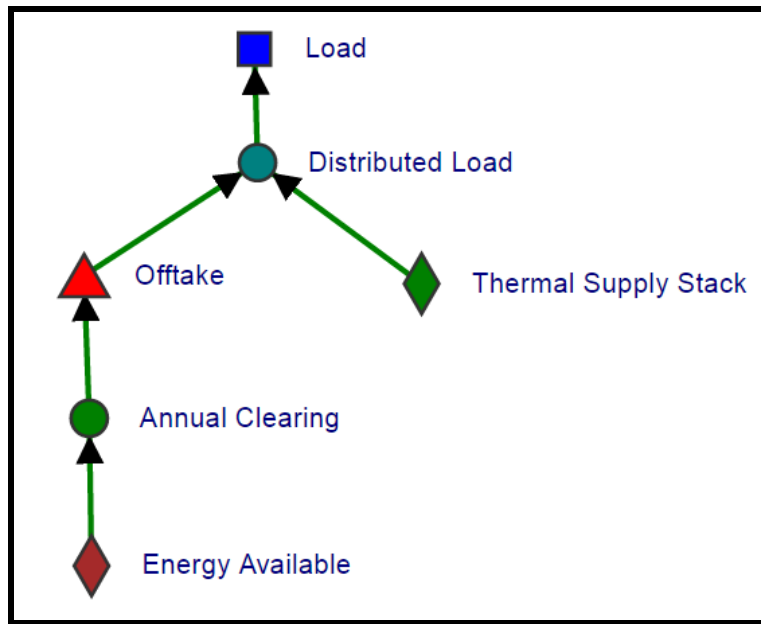 Load
Distributed Load
Offtake
Thermal Supply Stack
Annual Clearing
Energy Available